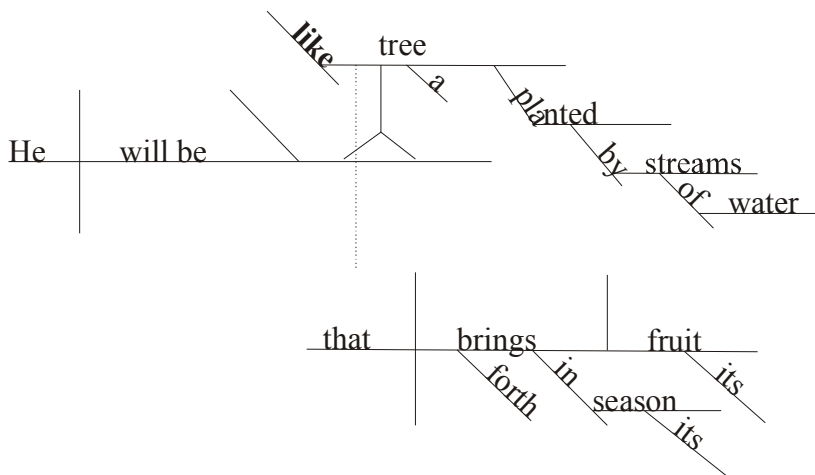 like tree
a
planted
He will be
by streams
of water
that brings fruit
forth in its
season
its